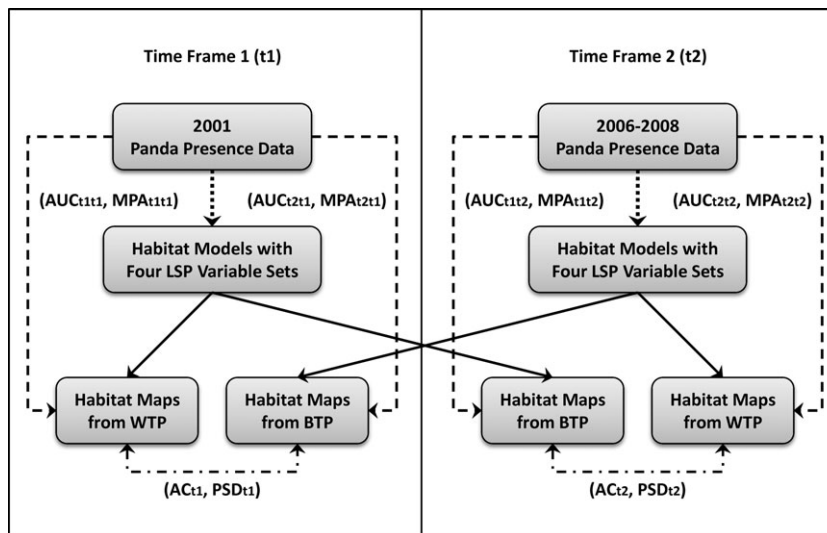 Time Frame 1 (t1)
2001
Panda Presence Data
(AUCt1t1, MPAt1t1)
(AUCt2t1, MPAt2t1)
Habitat Models with
Four LSP Variable Sets
Habitat Maps
from WTP
Habitat Maps
from BTP
(ACt1, PSDt1)
Time Frame 2 (t2)
2006-2008
Panda Presence Data
(AUCt1t2, MPAt1t2)
(AUCt2t2, MPAt2t2)
Habitat Models with
Four LSP Variable Sets
Habitat Maps
from BTP
Habitat Maps
from WTP
(ACt2, PSDt2)